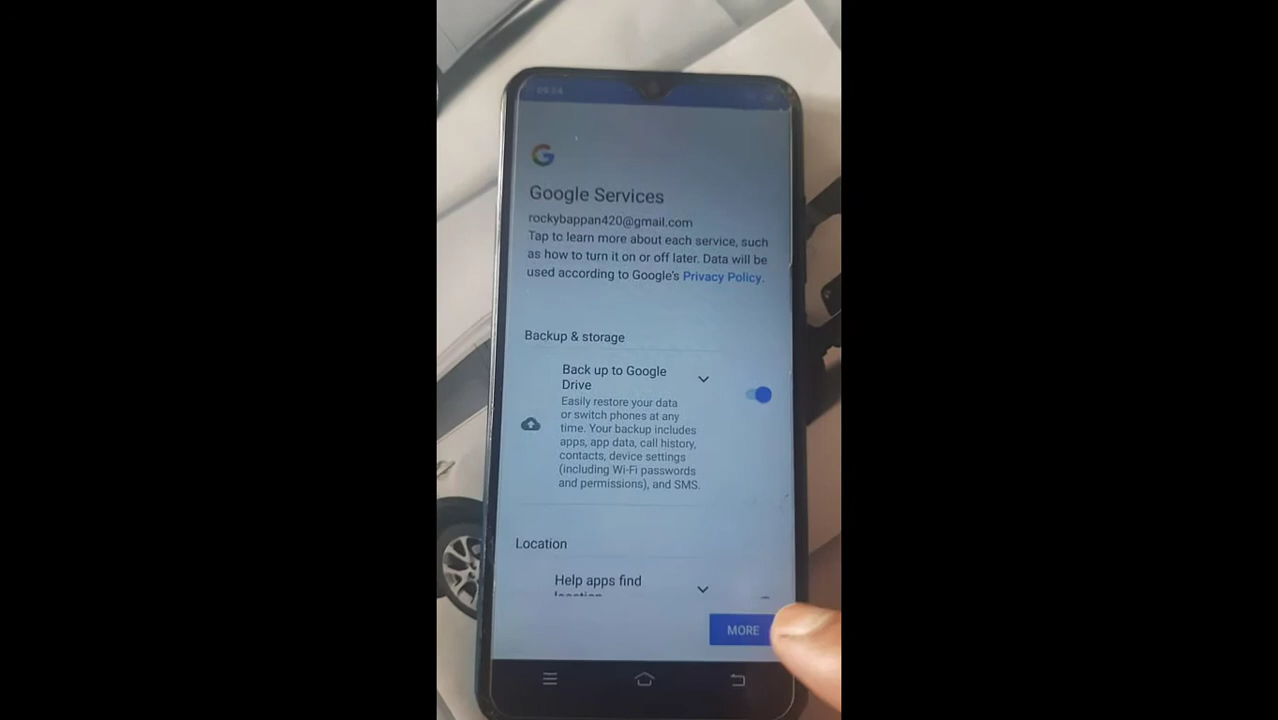 09:04
Google Services
rockybappan420@gmail.com
Tap to learn more about each service, such
as how to turn it on or off later. Data will be
used according to Google's Privacy Policy.
Backup & storage
Back up to Google
Drive
Easily restore your data
or switch phones at any
time. Your backup includes
apps, app data, call history,
contacts, device settings
(including Wi-Fi passwords
and permissions), and SMS.
Location
Help apps find
location
MORE